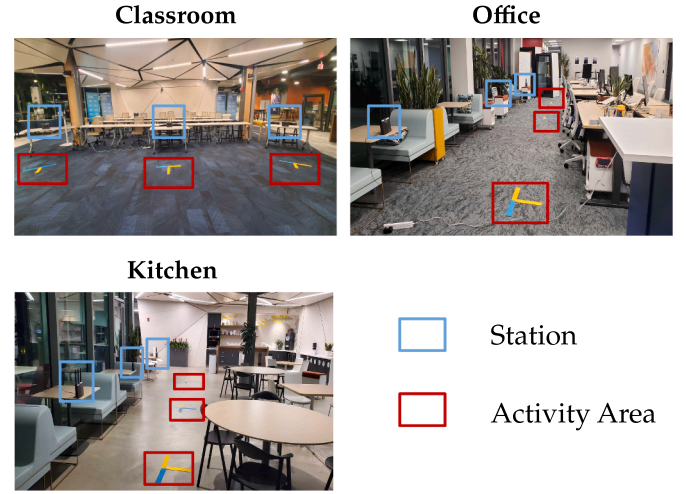 Classroom
Office
Kitchen
Station
Activity Area